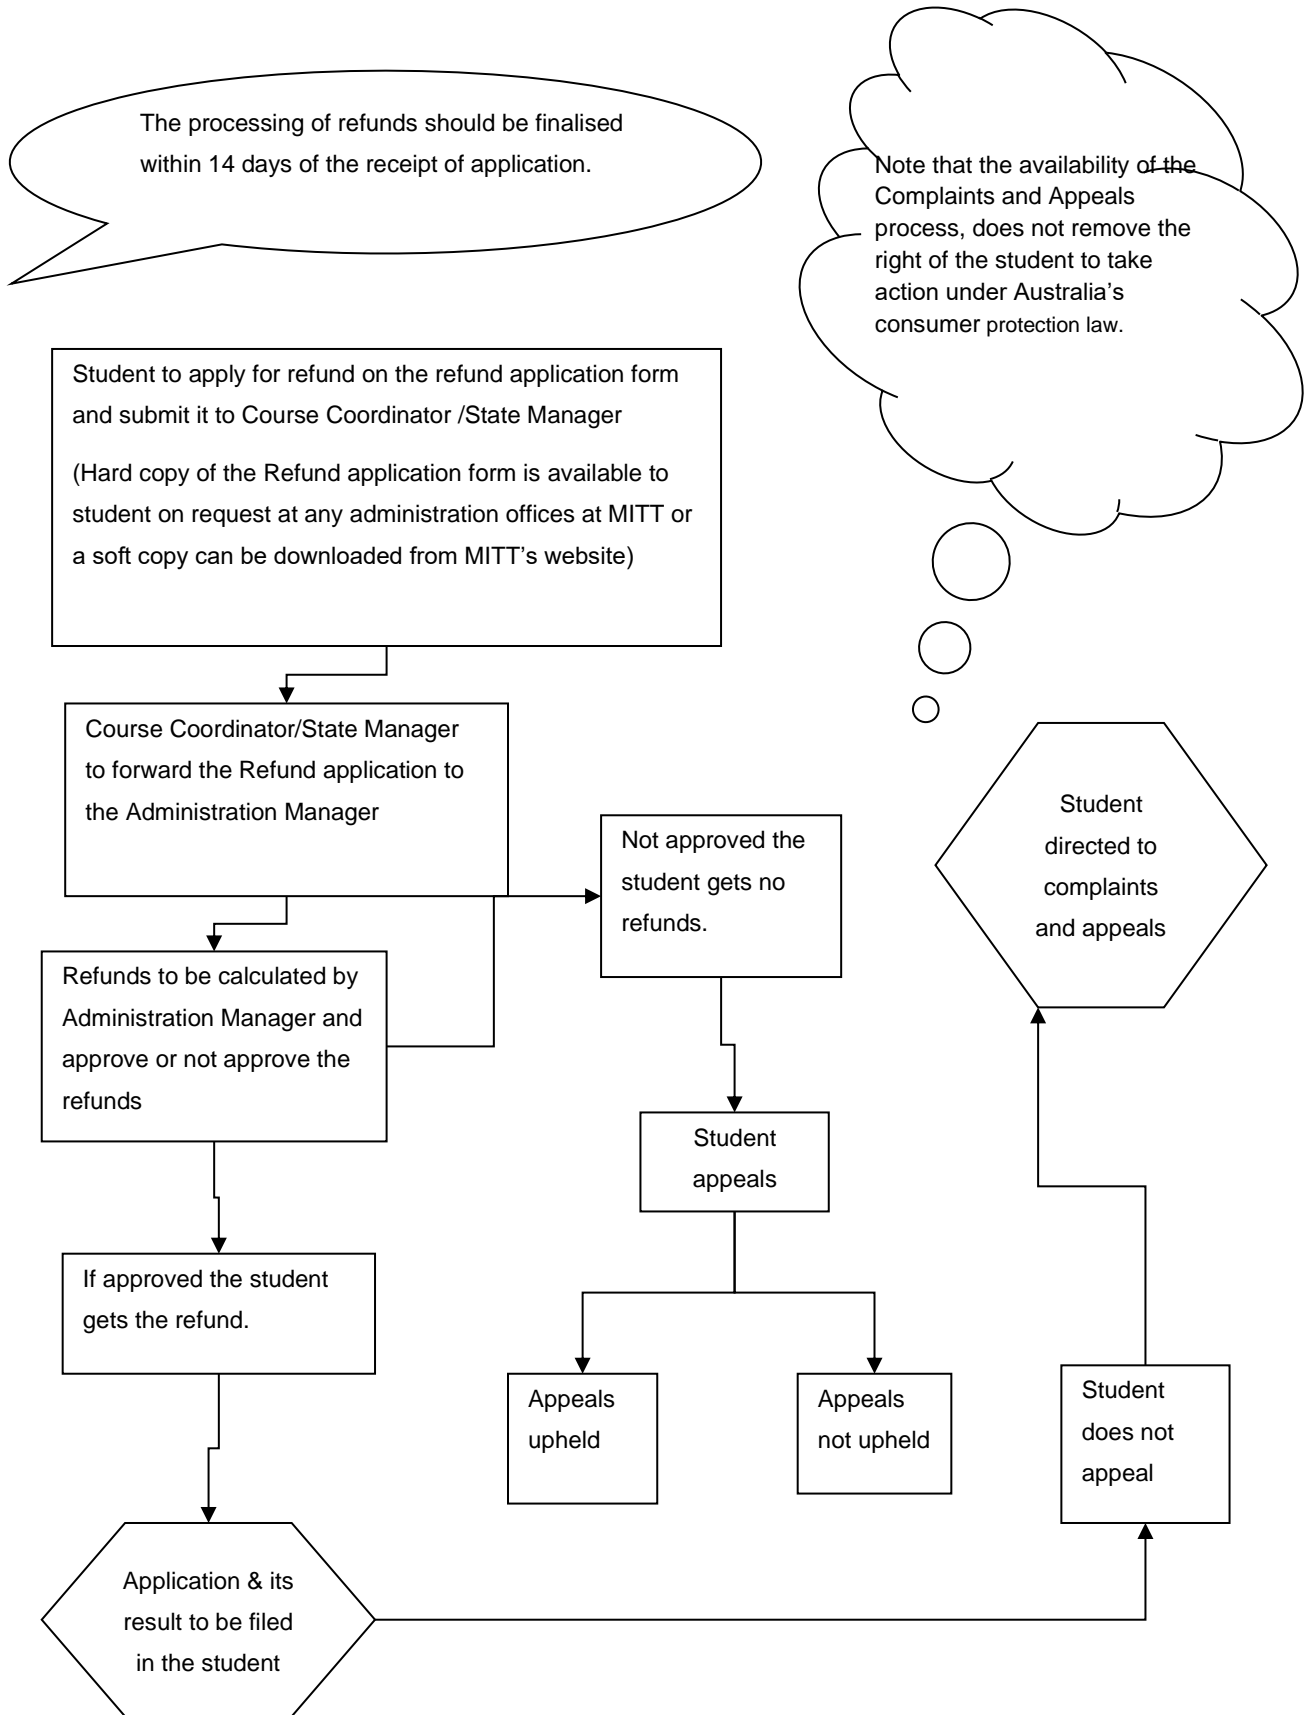 The processing of refunds should be finalised
within 14 days of the receipt of application.
Note that the availability of the
Complaints and Appeals
process, does not remove the
right of the student to take
action under Australia’s
consumer protection law.
Student to apply for refund on the refund application form
and submit it to Course Coordinator /State Manager
(Hard copy of the Refund application form is available to
student on request at any administration offices at MITT or
a soft copy can be downloaded from MITT’s website)
Course Coordinator/State Manager
to forward the Refund application to
the Administration Manager
Not approved the
student gets no
refunds.
Student
directed to
complaints
and appeals
Refunds to be calculated by
Administration Manager and
approve or not approve the
refunds
Student
appeals
If approved the student
gets the refund.
Appeals
upheld
Appeals
not upheld
Student
does not
appeal
Application & its
result to be filed
in the student